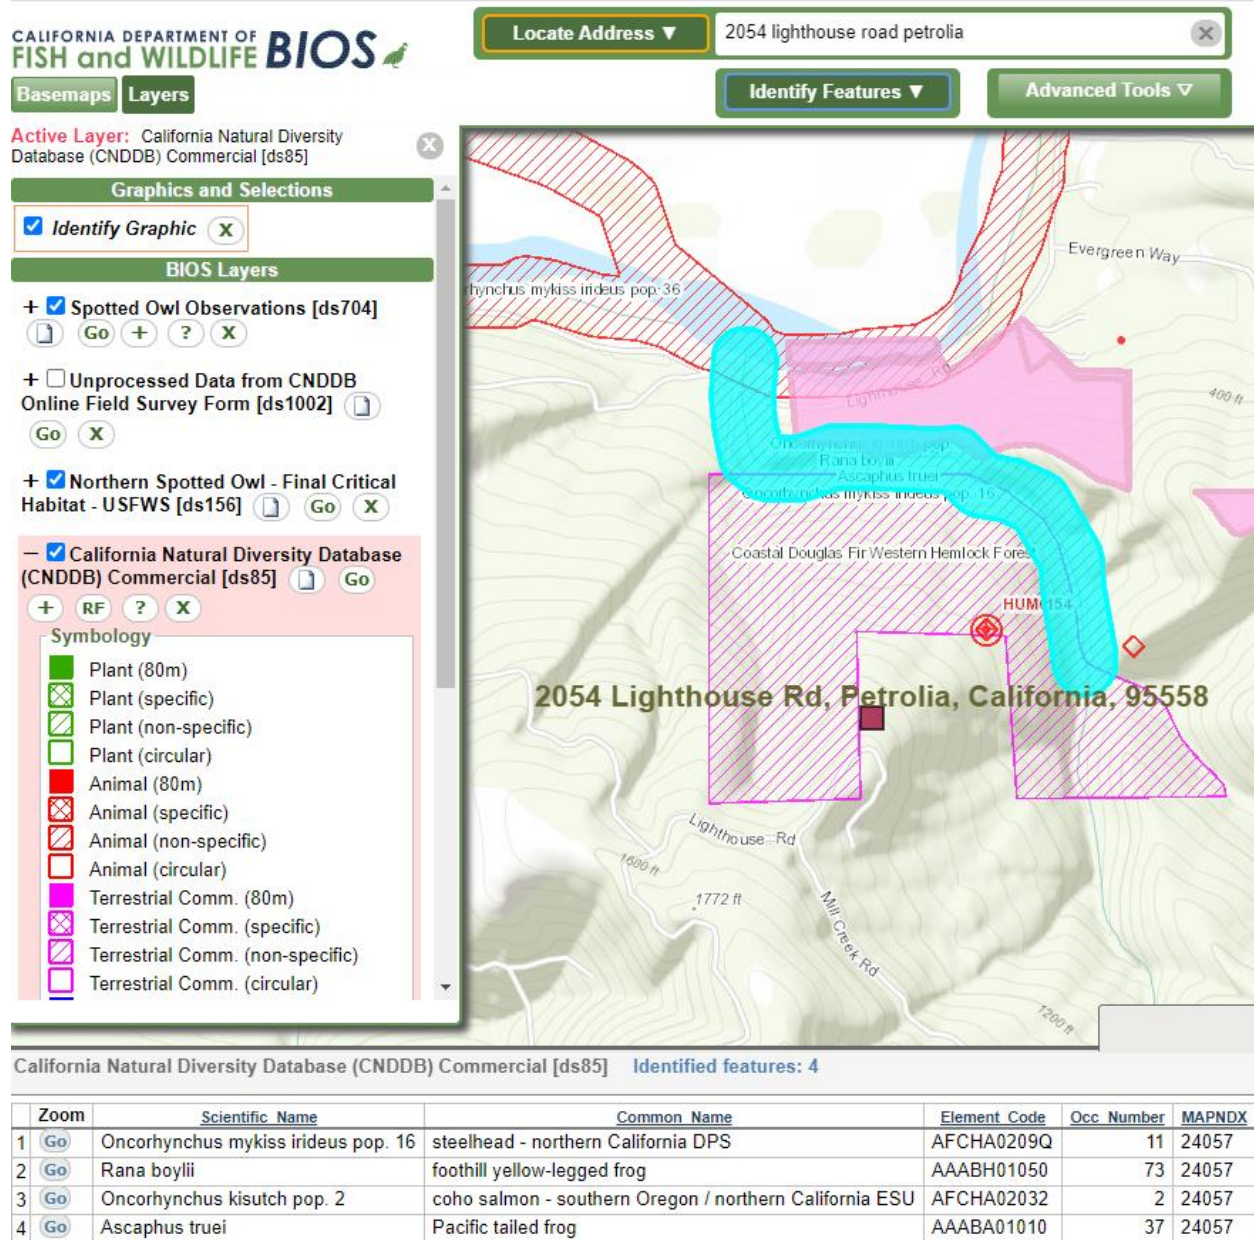 CALIFORNIA DEPARTMENT OF
FISH and WILDLIFE BIOS
Locate Address ▼
2054 lighthouse road petrolia
Basemaps
Layers
Identify Features ▼
Advanced Tools ▽
Active Layer: California Natural Diversity
Database (CNDDB) Commercial [ds85]
Graphics and Selections
Identify Graphic X
BIOS Layers
+ Spotted Owl Observations [ds704]
Go + ? X
+ Unprocessed Data from CNDDB
Online Field Survey Form [ds1002]
Go X
+ Northern Spotted Owl - Final Critical
Habitat - USFWS [ds156] Go X
– California Natural Diversity Database
(CNDDB) Commercial [ds85] Go
+ RF ? X
Symbology
Plant (80m)
Plant (specific)
Plant (non-specific)
Plant (circular)
Animal (80m)
Animal (specific)
Animal (non-specific)
Animal (circular)
Terrestrial Comm. (80m)
Terrestrial Comm. (specific)
Terrestrial Comm. (non-specific)
Terrestrial Comm. (circular)
Evergreen Way
hynchus mykiss irideus pop. 36
Lighthouse Rd
400 ft
Oncorhynchus kisutch pop.
Rana boylii
Ascaphus truei
Oncorhynchus mykiss irideus pop. 16
Coastal Douglas Fir Western Hemlock Fores
HUM0154
2054 Lighthouse Rd, Petrolia, California, 95558
Lighthouse Rd
1600 ft
1772 ft
Mill Creek Rd
1200 ft
California Natural Diversity Database (CNDDB) Commercial [ds85] Identified features: 4
Zoom Scientific_Name Common_Name Element_Code Occ_Number MAPNDX
1 Go Oncorhynchus mykiss irideus pop. 16 steelhead - northern California DPS AFCHA0209Q 11 24057
2 Go Rana boylii foothill yellow-legged frog AAABH01050 73 24057
3 Go Oncorhynchus kisutch pop. 2 coho salmon - southern Oregon / northern California ESU AFCHA02032 2 24057
4 Go Ascaphus truei Pacific tailed frog AAABA01010 37 24057